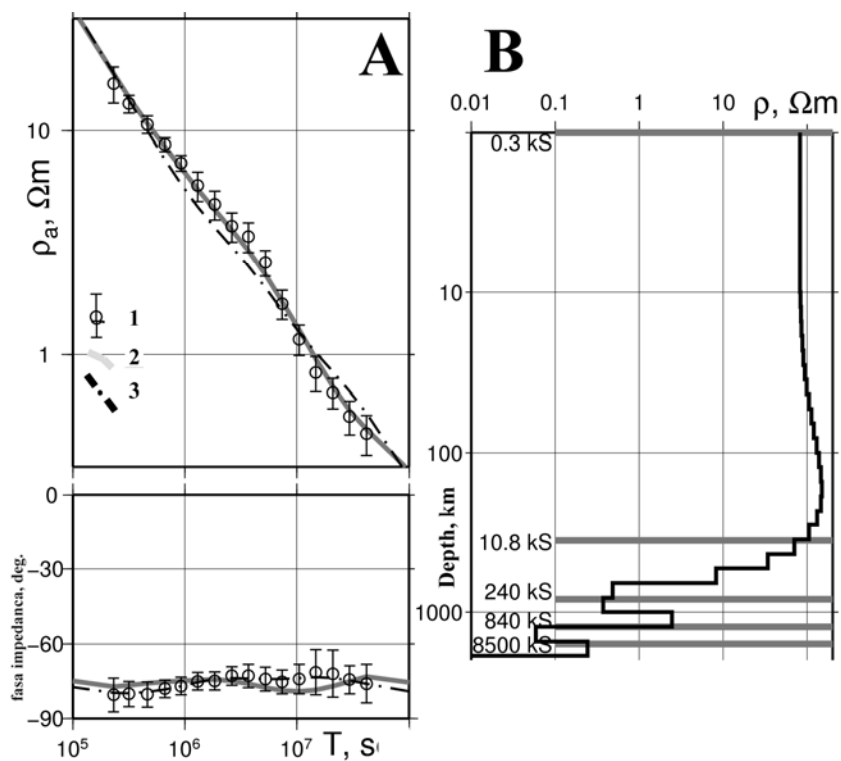 A
10
1
ρa, Ωm
1
2
3
0
−30
−60
−90
fasa impedanca, deg.
10⁵
10⁶
10⁷
T, s
B
0.01
0.1
1
10
ρ, Ωm
0.3 kS
10
100
10.8 kS
240 kS
1000
840 kS
8500 kS
Depth, km